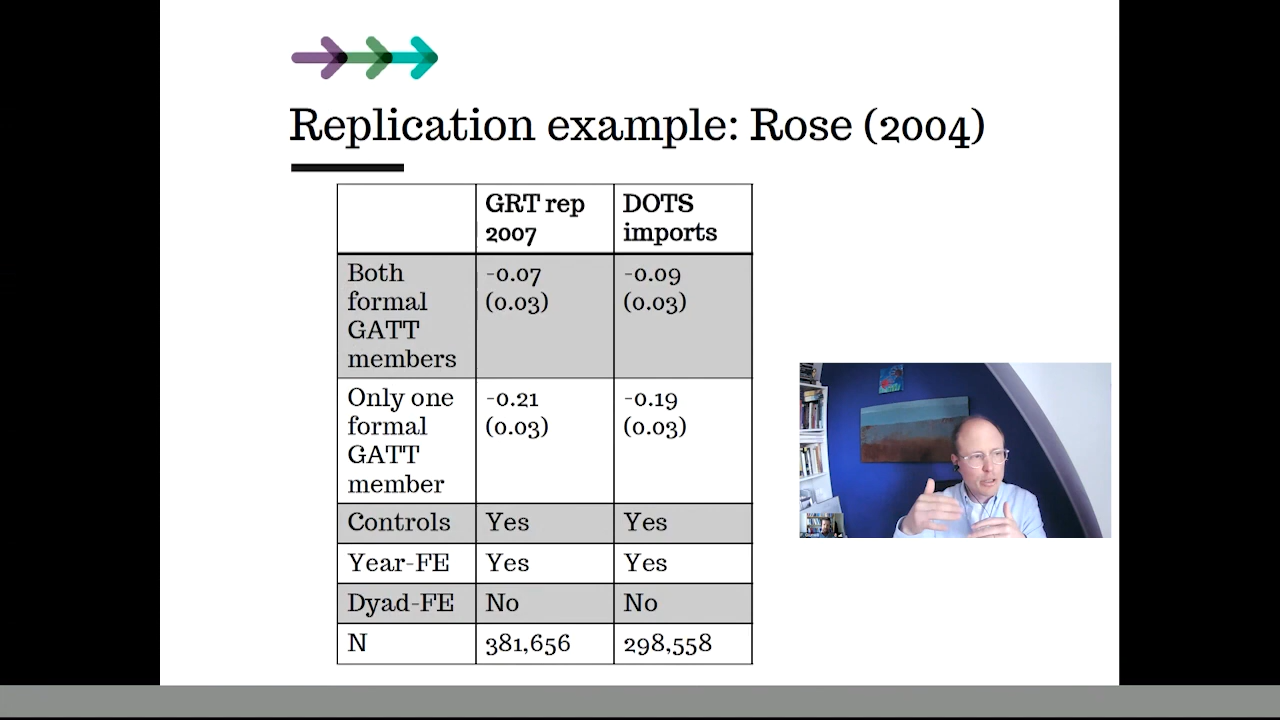 Replication example: Rose (2004)
GRT rep
2007
DOTS
imports
Both
formal
GATT
members
-0.07
(0.03)
-0.09
(0.03)
Only one
formal
GATT
member
-0.21
(0.03)
-0.19
(0.03)
Controls
Yes
Yes
Year-FE
Yes
Yes
Dyad-FE
No
No
N
381,656
298,558